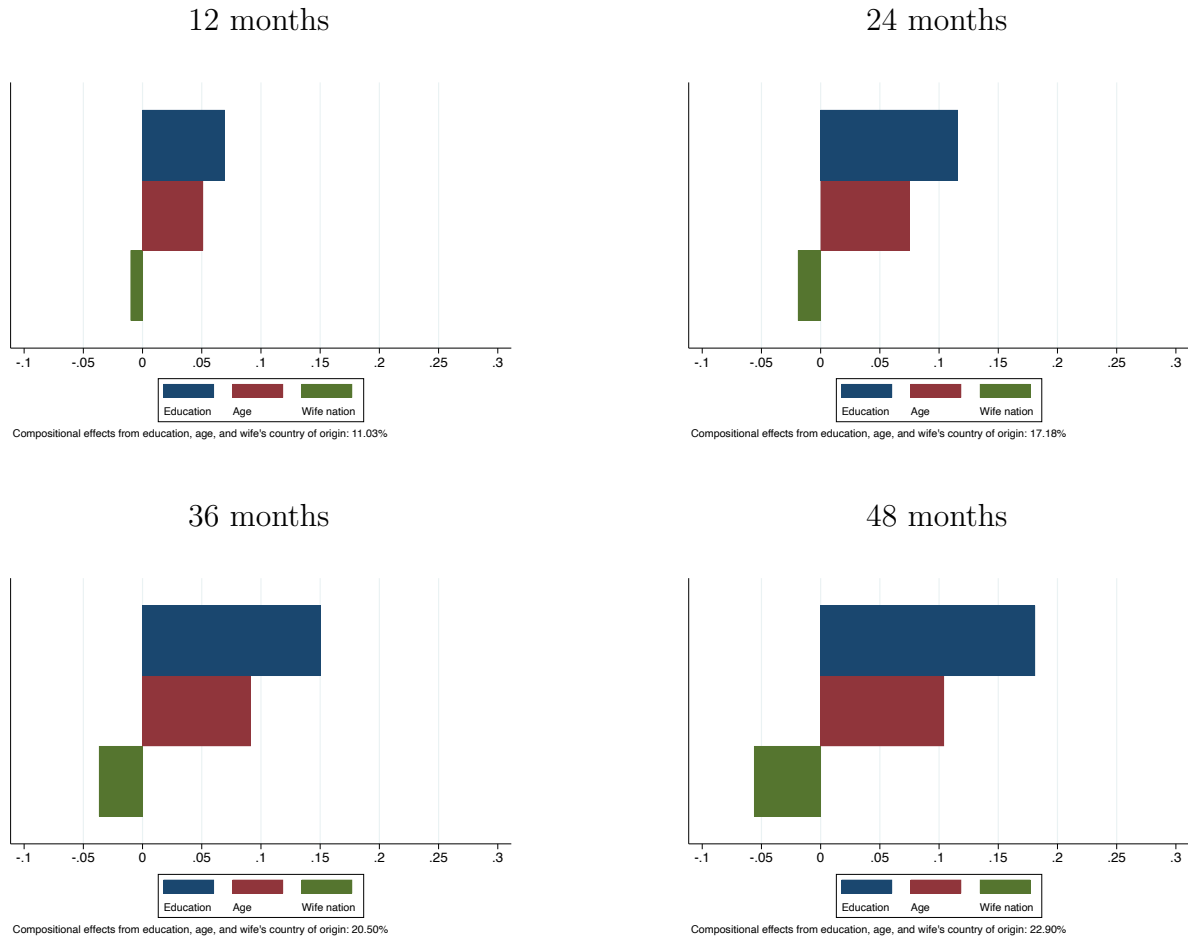 12 months
24 months
-.1 -.05 0 .05 .1 .15 .2 .25 .3
Education Age Wife nation
Compositional effects from education, age, and wife's country of origin: 11.03%
-.1 -.05 0 .05 .1 .15 .2 .25 .3
Education Age Wife nation
Compositional effects from education, age, and wife's country of origin: 17.18%
36 months
48 months
-.1 -.05 0 .05 .1 .15 .2 .25 .3
Education Age Wife nation
Compositional effects from education, age, and wife's country of origin: 20.50%
-.1 -.05 0 .05 .1 .15 .2 .25 .3
Education Age Wife nation
Compositional effects from education, age, and wife's country of origin: 22.90%